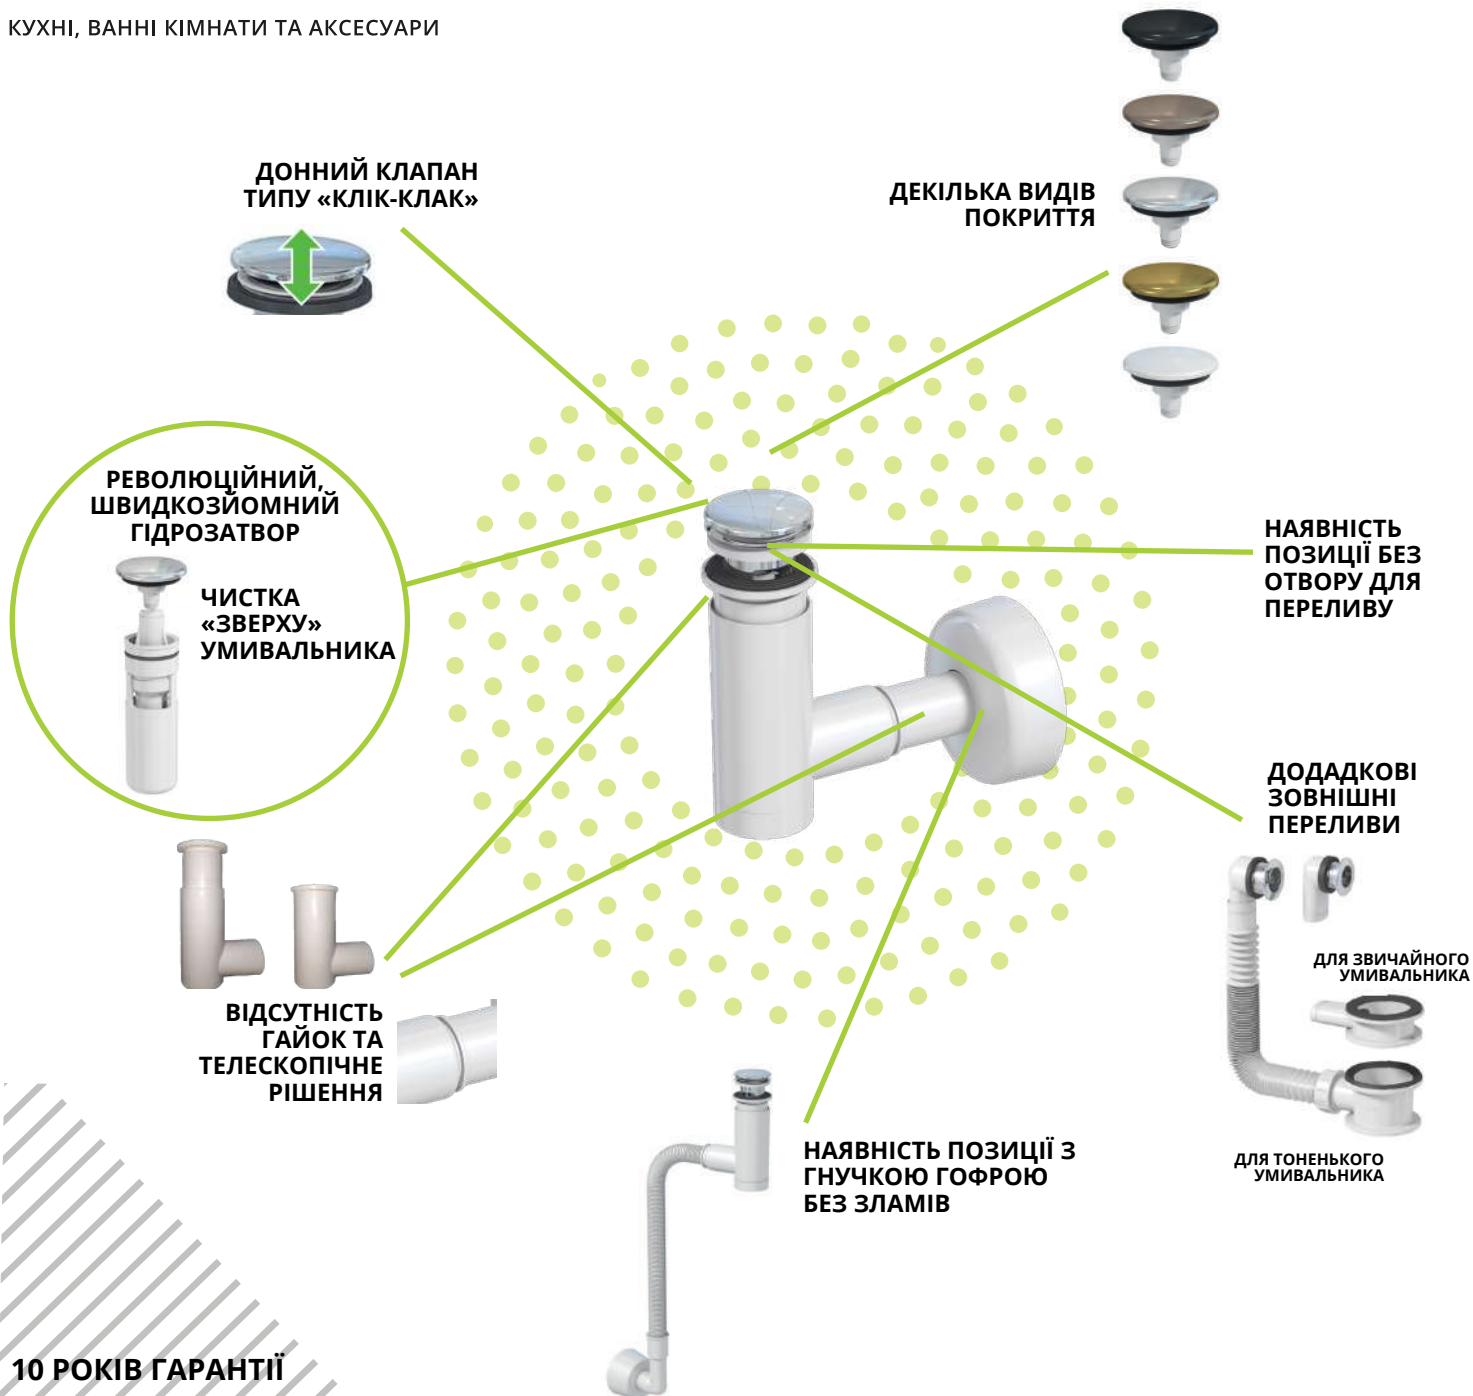 КУХНІ, ВАННІ КІМНАТИ ТА АКСЕСУАРИ
ДОННИЙ КЛАПАН
ТИПУ «КЛІК-КЛАК»
ДЕКІЛЬКА ВИДІВ
ПОКРИТТЯ
РЕВОЛЮЦІЙНИЙ,
ШВИДКОЗЙОМНИЙ
ГІДРОЗАТВОР
ЧИСТКА
«ЗВЕРХУ»
УМИВАЛЬНИКА
НАЯВНІСТЬ
ПОЗИЦІЇ БЕЗ
ОТВОРУ ДЛЯ
ПЕРЕЛИВУ
ДОДАДКОВІ
ЗОВНІШНІ
ПЕРЕЛИВИ
ДЛЯ ЗВИЧАЙНОГО
УМИВАЛЬНИКА
ДЛЯ ТОНЕНЬКОГО
УМИВАЛЬНИКА
ВІДСУТНІСТЬ
ГАЙОК ТА
ТЕЛЕСКОПІЧНЕ
РІШЕННЯ
НАЯВНІСТЬ ПОЗИЦІЇ З
ГНУЧКОЮ ГОФРОЮ
БЕЗ ЗЛАМІВ
10 РОКІВ ГАРАНТІЇ